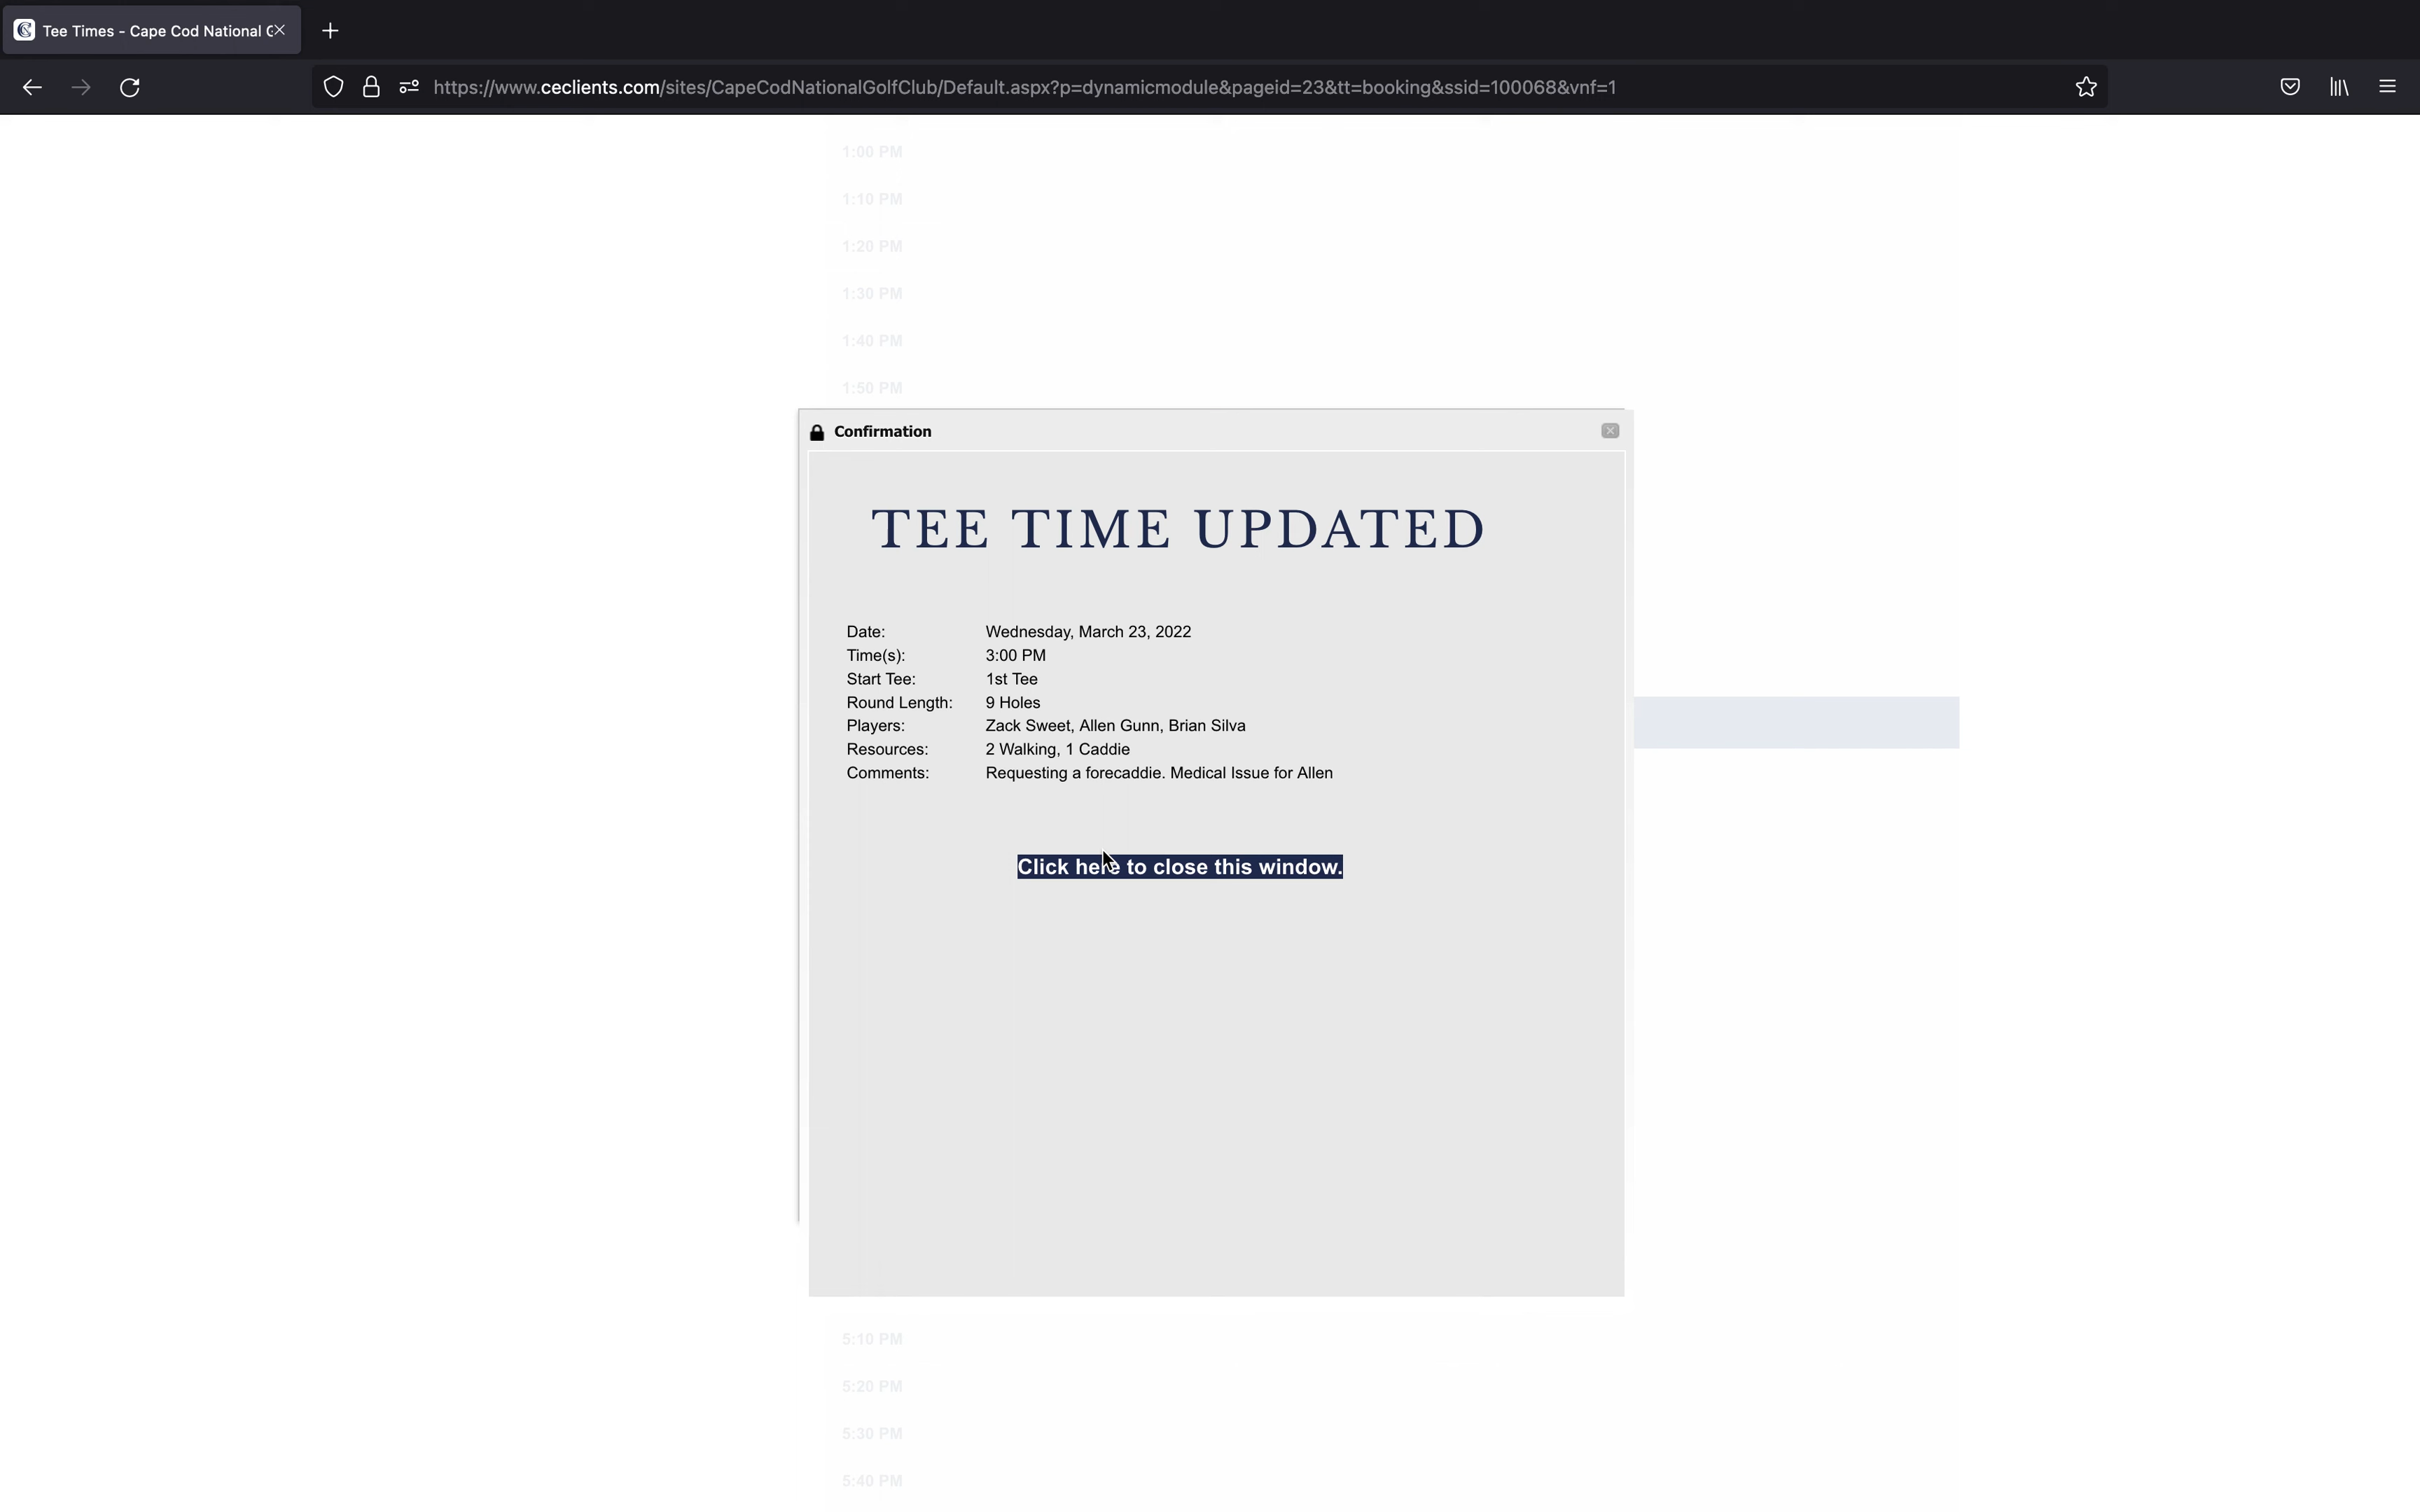 Tee Times - Cape Cod National G
https://www.ceclients.com/sites/CapeCodNationalGolfClub/Default.aspx?p=dynamicmodule&pageid=23&tt=booking&ssid=100068&vnf=1
1:00 PM
1:10 PM
1:20 PM
1:30 PM
1:40 PM
1:50 PM
Confirmation
TEE TIME UPDATED
Date: Wednesday, March 23, 2022
Time(s): 3:00 PM
Start Tee: 1st Tee
Round Length: 9 Holes
Players: Zack Sweet, Allen Gunn, Brian Silva
Resources: 2 Walking, 1 Caddie
Comments: Requesting a forecaddie. Medical Issue for Allen
Click here to close this window.
5:10 PM
5:20 PM
5:30 PM
5:40 PM